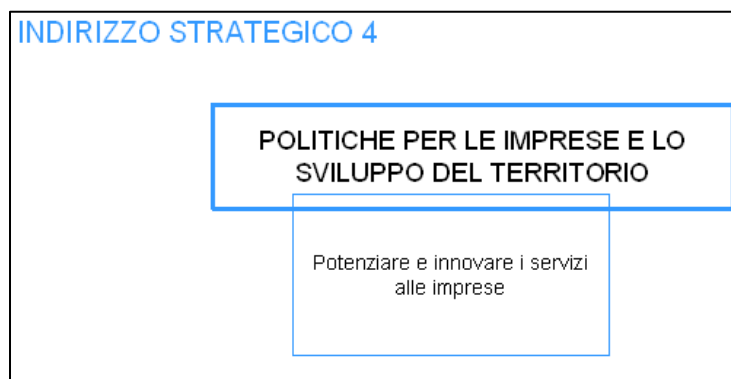 INDIRIZZO STRATEGICO 4
POLITICHE PER LE IMPRESE E LO
SVILUPPO DEL TERRITORIO
Potenziare e innovare i servizi
alle imprese